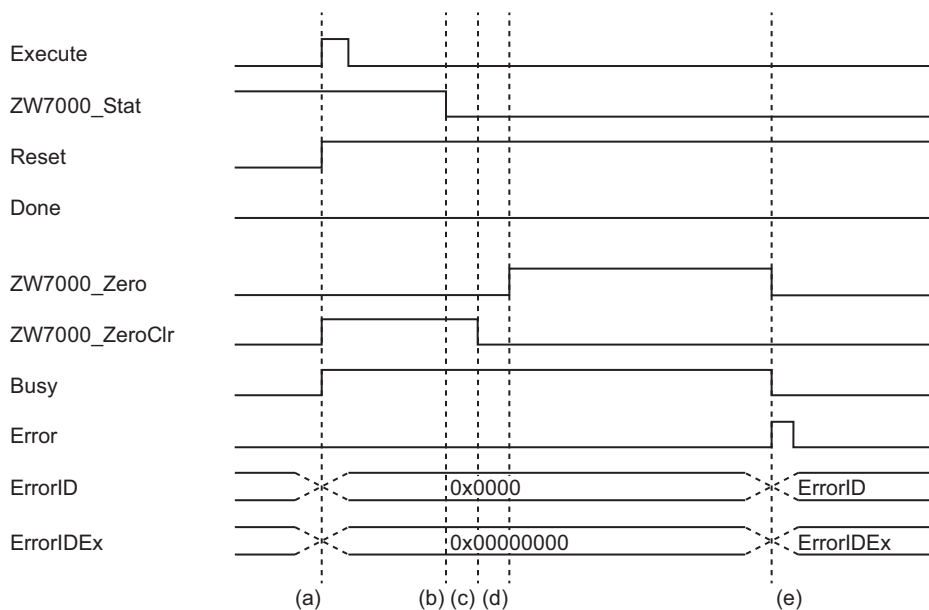 Execute
ZW7000_Stat
Reset
Done
ZW7000_Zero
ZW7000_ZeroClr
Busy
Error
ErrorID 0x0000 ErrorID
ErrorIDEx 0x00000000 ErrorIDEx
(a) (b) (c) (d) (e)